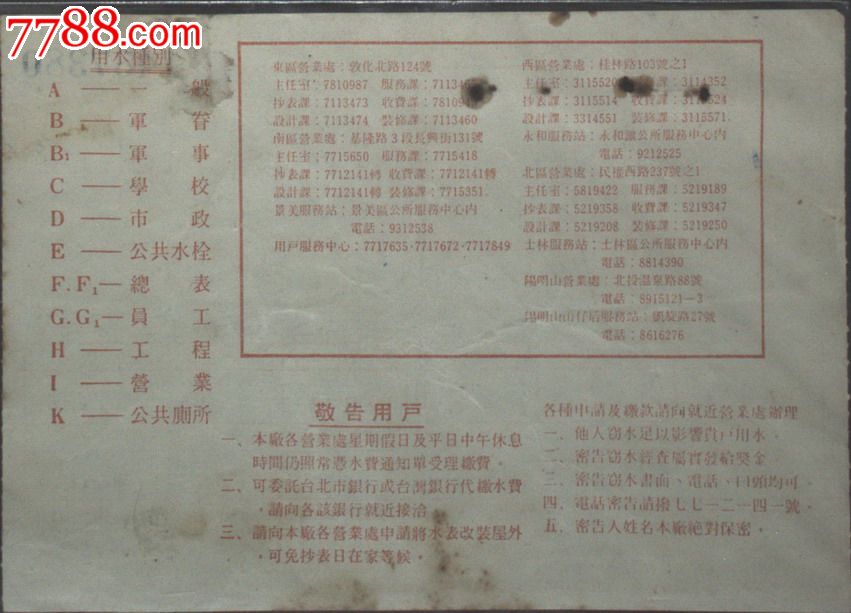 7788.com
用水種別
A —— 一 般
B —— 軍 眷
B1 —— 軍 事
C —— 學 校
D —— 市 政
E —— 公共水栓
F. F1 — 總 表
G. G1 — 員 工
H —— 工 程
I —— 營 業
K —— 公共廁所
東區營業處：敦化北路124號
主任室：7810987 服務課：71134
抄表課：7113473 收費課：78109
設計課：7113474 裝修課：7113460
南區營業處：基隆路3段長興街131號
主任室：7715650 服務課：7715418
抄表課：7712141轉 收費課：7712141轉
設計課：7712141轉 裝修課：7715351
景美服務站：景美區公所服務中心內
電話：9312538
用戶服務中心：7717635·7717672·7717849
西區營業處：桂林路103號之1
主任室：3115520 課：3114352
抄表課：3115514 收費課：524
設計課：3314551 裝修課：3115571
永和服務站：永和鎮公所服務中心內
電話：9212525
北區營業處：民權西路237號之1
主任室：5819422 服務課：5219189
抄表課：5219358 收費課：5219347
設計課：5219208 裝修課：5219250
士林服務站：士林區公所服務中心內
電話：8814390
陽明山營業處：北投温泉路88號
電話：8915121－3
陽明山山仔后服務站：凱旋路27號
電話：8616276
敬告用戶
一、本廠各營業處星期假日及平日中午休息
時間仍照常憑水費通知單受理繳費。
二、可委託台北市銀行或台灣銀行代繳水費
，請向各該銀行就近接洽。
三、請向本廠各營業處申請將水表改裝屋外
，可免抄表日在家等候。
各種申請及繳款請向就近營業處辦理
一、他人竊水足以影響貴戶用水。
二、密告竊水經查屬實發給獎金。
三、密告竊水書面、電話、口頭均可。
四、電話密告請撥七七一二一四一號。
五、密告人姓名本廠絕對保密。